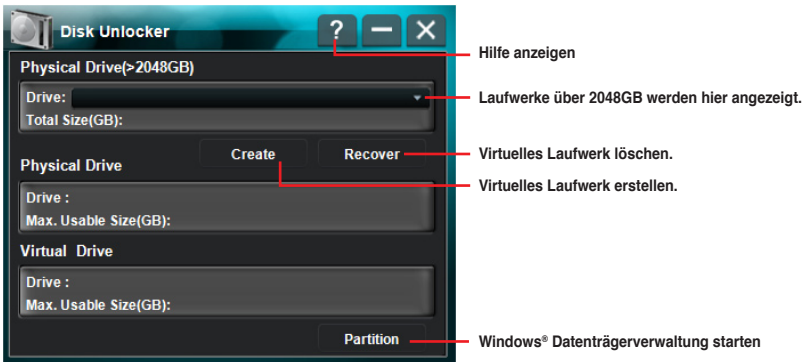 Disk Unlocker
?
Hilfe anzeigen
Physical Drive(>2048GB)
Drive:
Laufwerke über 2048GB werden hier angezeigt.
Total Size(GB):
Create
Recover
Virtuelles Laufwerk löschen.
Physical Drive
Virtuelles Laufwerk erstellen.
Drive :
Max. Usable Size(GB):
Virtual Drive
Drive :
Max. Usable Size(GB):
Partition
Windows® Datenträgerverwaltung starten